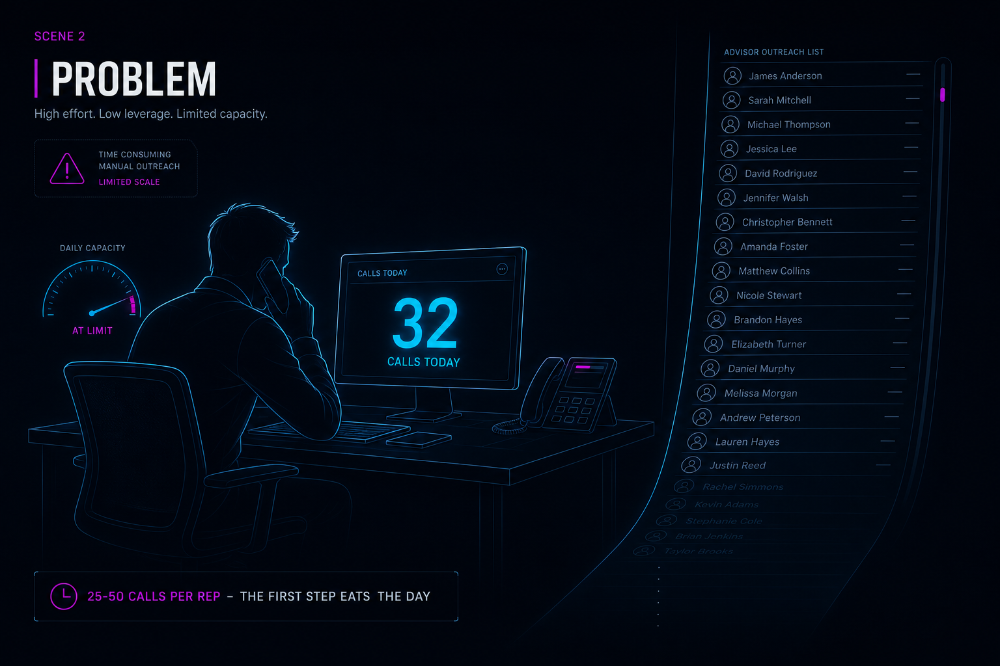 SCENE 2
PROBLEM
High effort. Low leverage. Limited capacity.
TIME CONSUMING
MANUAL OUTREACH
LIMITED SCALE
DAILY CAPACITY
AT LIMIT
CALLS TODAY
32
CALLS TODAY
25-50 CALLS PER REP – THE FIRST STEP EATS THE DAY
ADVISOR OUTREACH LIST
James Anderson
Sarah Mitchell
Michael Thompson
Jessica Lee
David Rodriguez
Jennifer Walsh
Christopher Bennett
Amanda Foster
Matthew Collins
Nicole Stewart
Brandon Hayes
Elizabeth Turner
Daniel Murphy
Melissa Morgan
Andrew Peterson
Lauren Hayes
Justin Reed
Rachel Simmons
Kevin Adams
Stephanie Cole
Brian Jenkins
Taylor Brooks